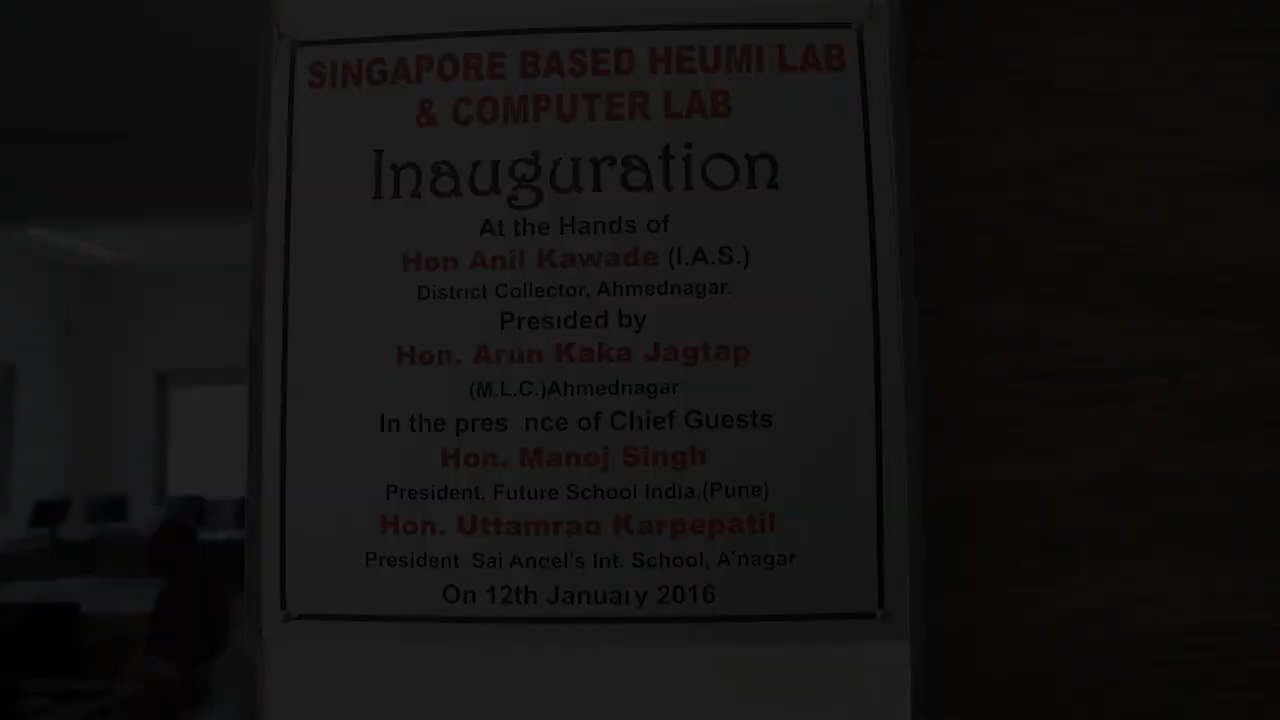 SINGAPORE BASED HEUMI LAB
& COMPUTER LAB
Inauguration
At the Hands of
Hon Anil Kawade (I.A.S.)
District Collector, Ahmednagar.
Presided by
Hon. Arun Kaka Jagtap
(M.L.C.)Ahmednagar
In the pres nce of Chief Guests
Hon. Manoj Singh
President, Future School India,(Pune)
Hon. Uttamrao Karpepatil
President Sai Angel's Int. School, A'nagar
On 12th January 2016